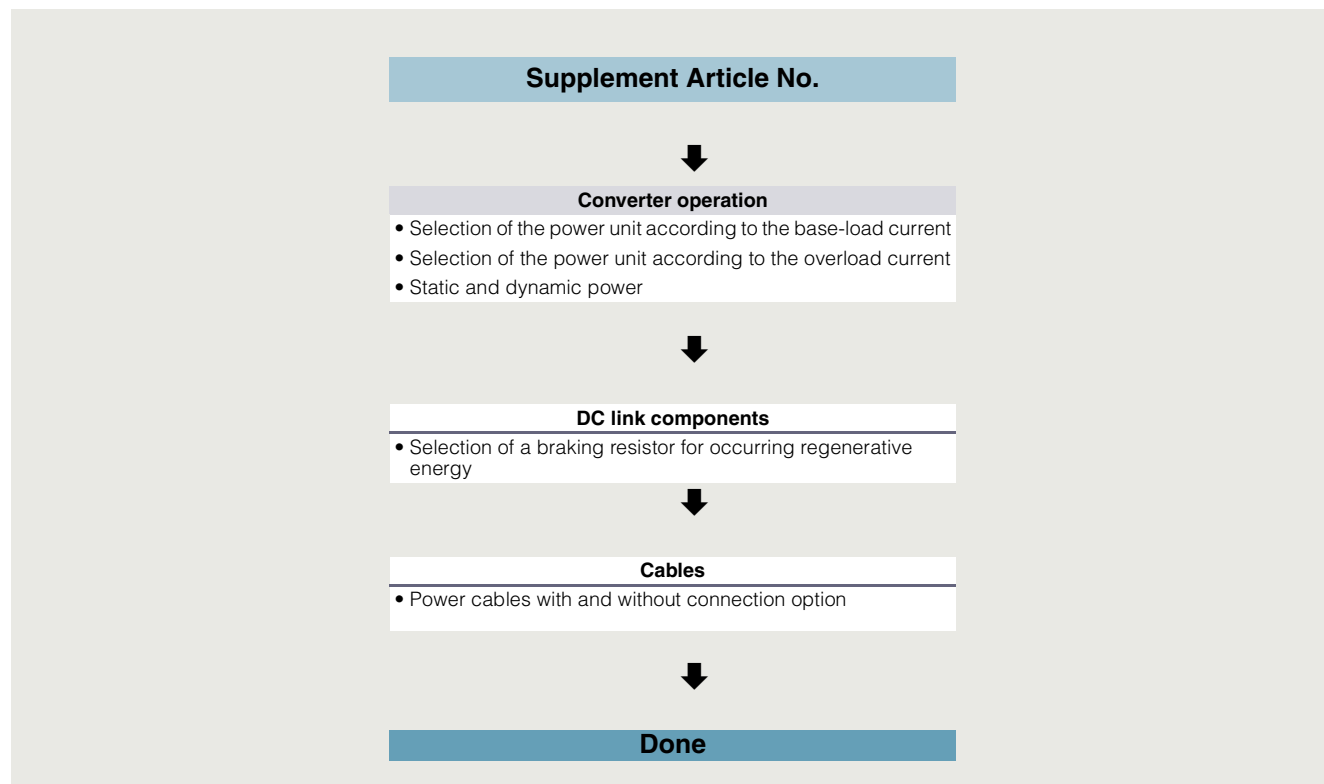 Supplement Article No.
Converter operation
• Selection of the power unit according to the base-load current
• Selection of the power unit according to the overload current
• Static and dynamic power
DC link components
• Selection of a braking resistor for occurring regenerative
energy
Cables
• Power cables with and without connection option
Done